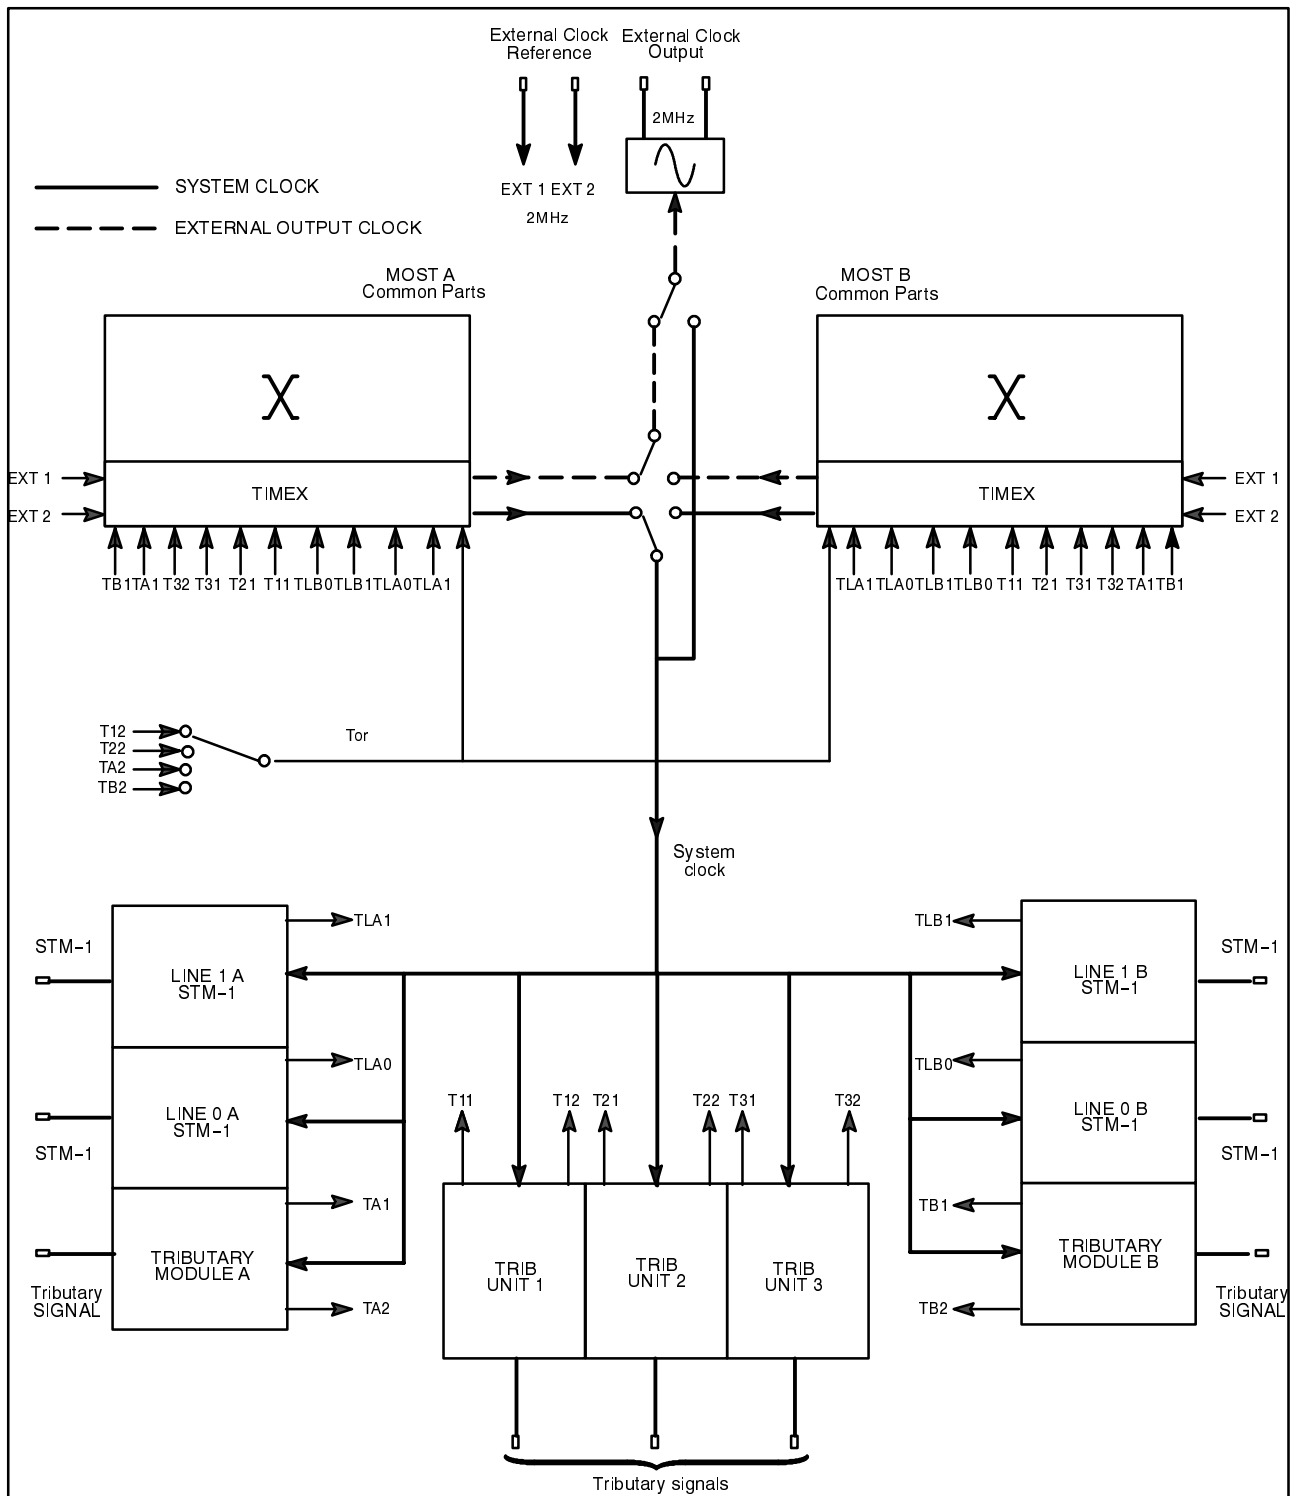 External Clock
Reference
External Clock
Output
2MHz
EXT 1 EXT 2
2MHz
SYSTEM CLOCK
EXTERNAL OUTPUT CLOCK
MOST A
Common Parts
MOST B
Common Parts
X
X
EXT 1
TIMEX
TIMEX
EXT 1
EXT 2
EXT 2
TB1 TA1 T32 T31 T21 T11 TLB0 TLB1 TLA0 TLA1
TLA1 TLA0 TLB1 TLB0 T11 T21 T31 T32 TA1 TB1
T12
T22
TA2
TB2
Tor
System
clock
TLA1
TLB1
STM-1
STM-1
LINE 1 A
STM-1
LINE 1 B
STM-1
TLA0
TLB0
T11
T12
T21
T22
T31
T32
LINE 0 A
STM-1
LINE 0 B
STM-1
STM-1
STM-1
TA1
TB1
TRIBUTARY
MODULE A
TRIBUTARY
MODULE B
TRIB
UNIT 1
TRIB
UNIT 2
TRIB
UNIT 3
Tributary
SIGNAL
Tributary
SIGNAL
TA2
TB2
Tributary signals